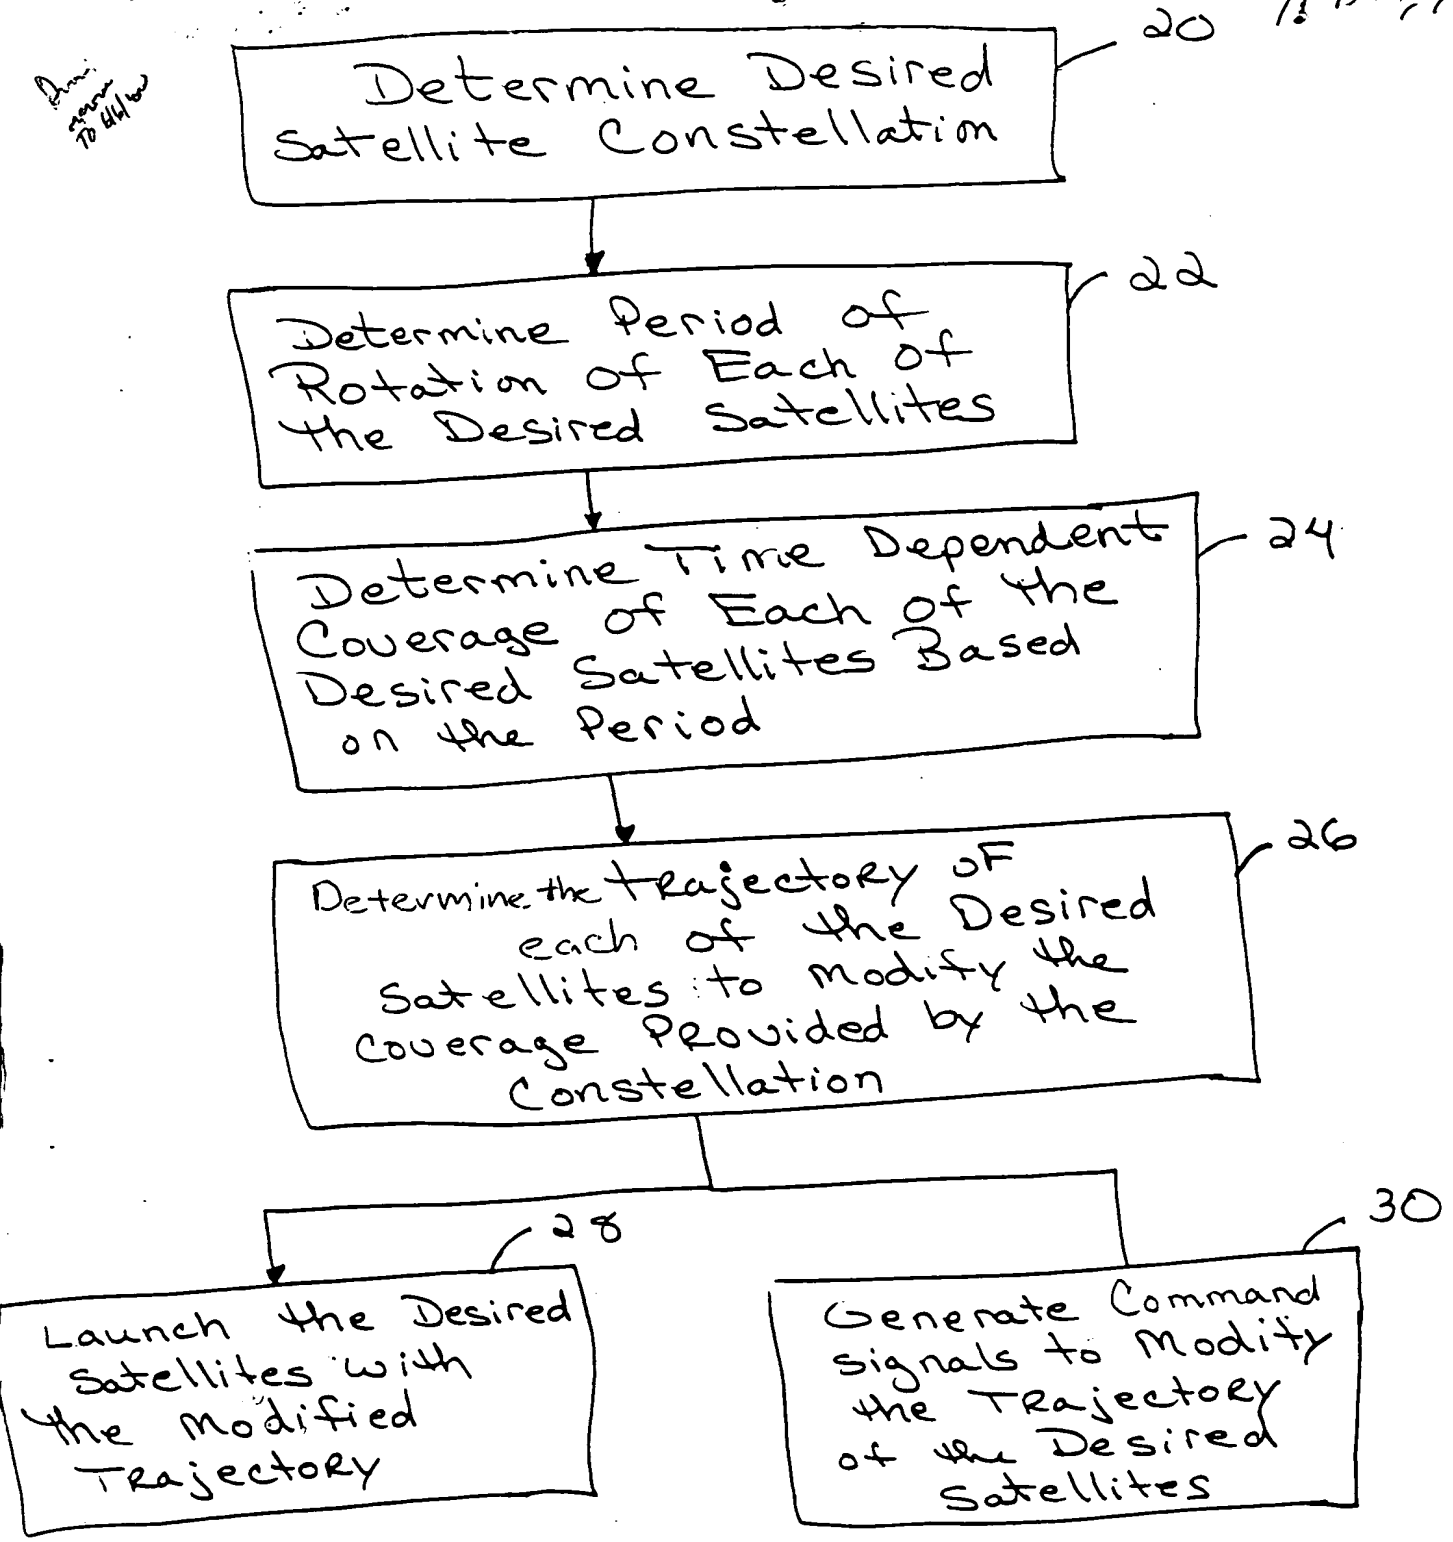 20
Determine Desired
Satellite Constellation
22
Determine Period of
Rotation of Each of
the Desired Satellites
24
Determine Time Dependent
Coverage of Each of the
Desired Satellites Based
on the Period
26
Determine the Trajectory of
each of the Desired
Satellites to Modify the
Coverage Provided by the
Constellation
28
Launch the Desired
Satellites with
the Modified
Trajectory
30
Generate Command
signals to Modify
the Trajectory
of the Desired
Satellites